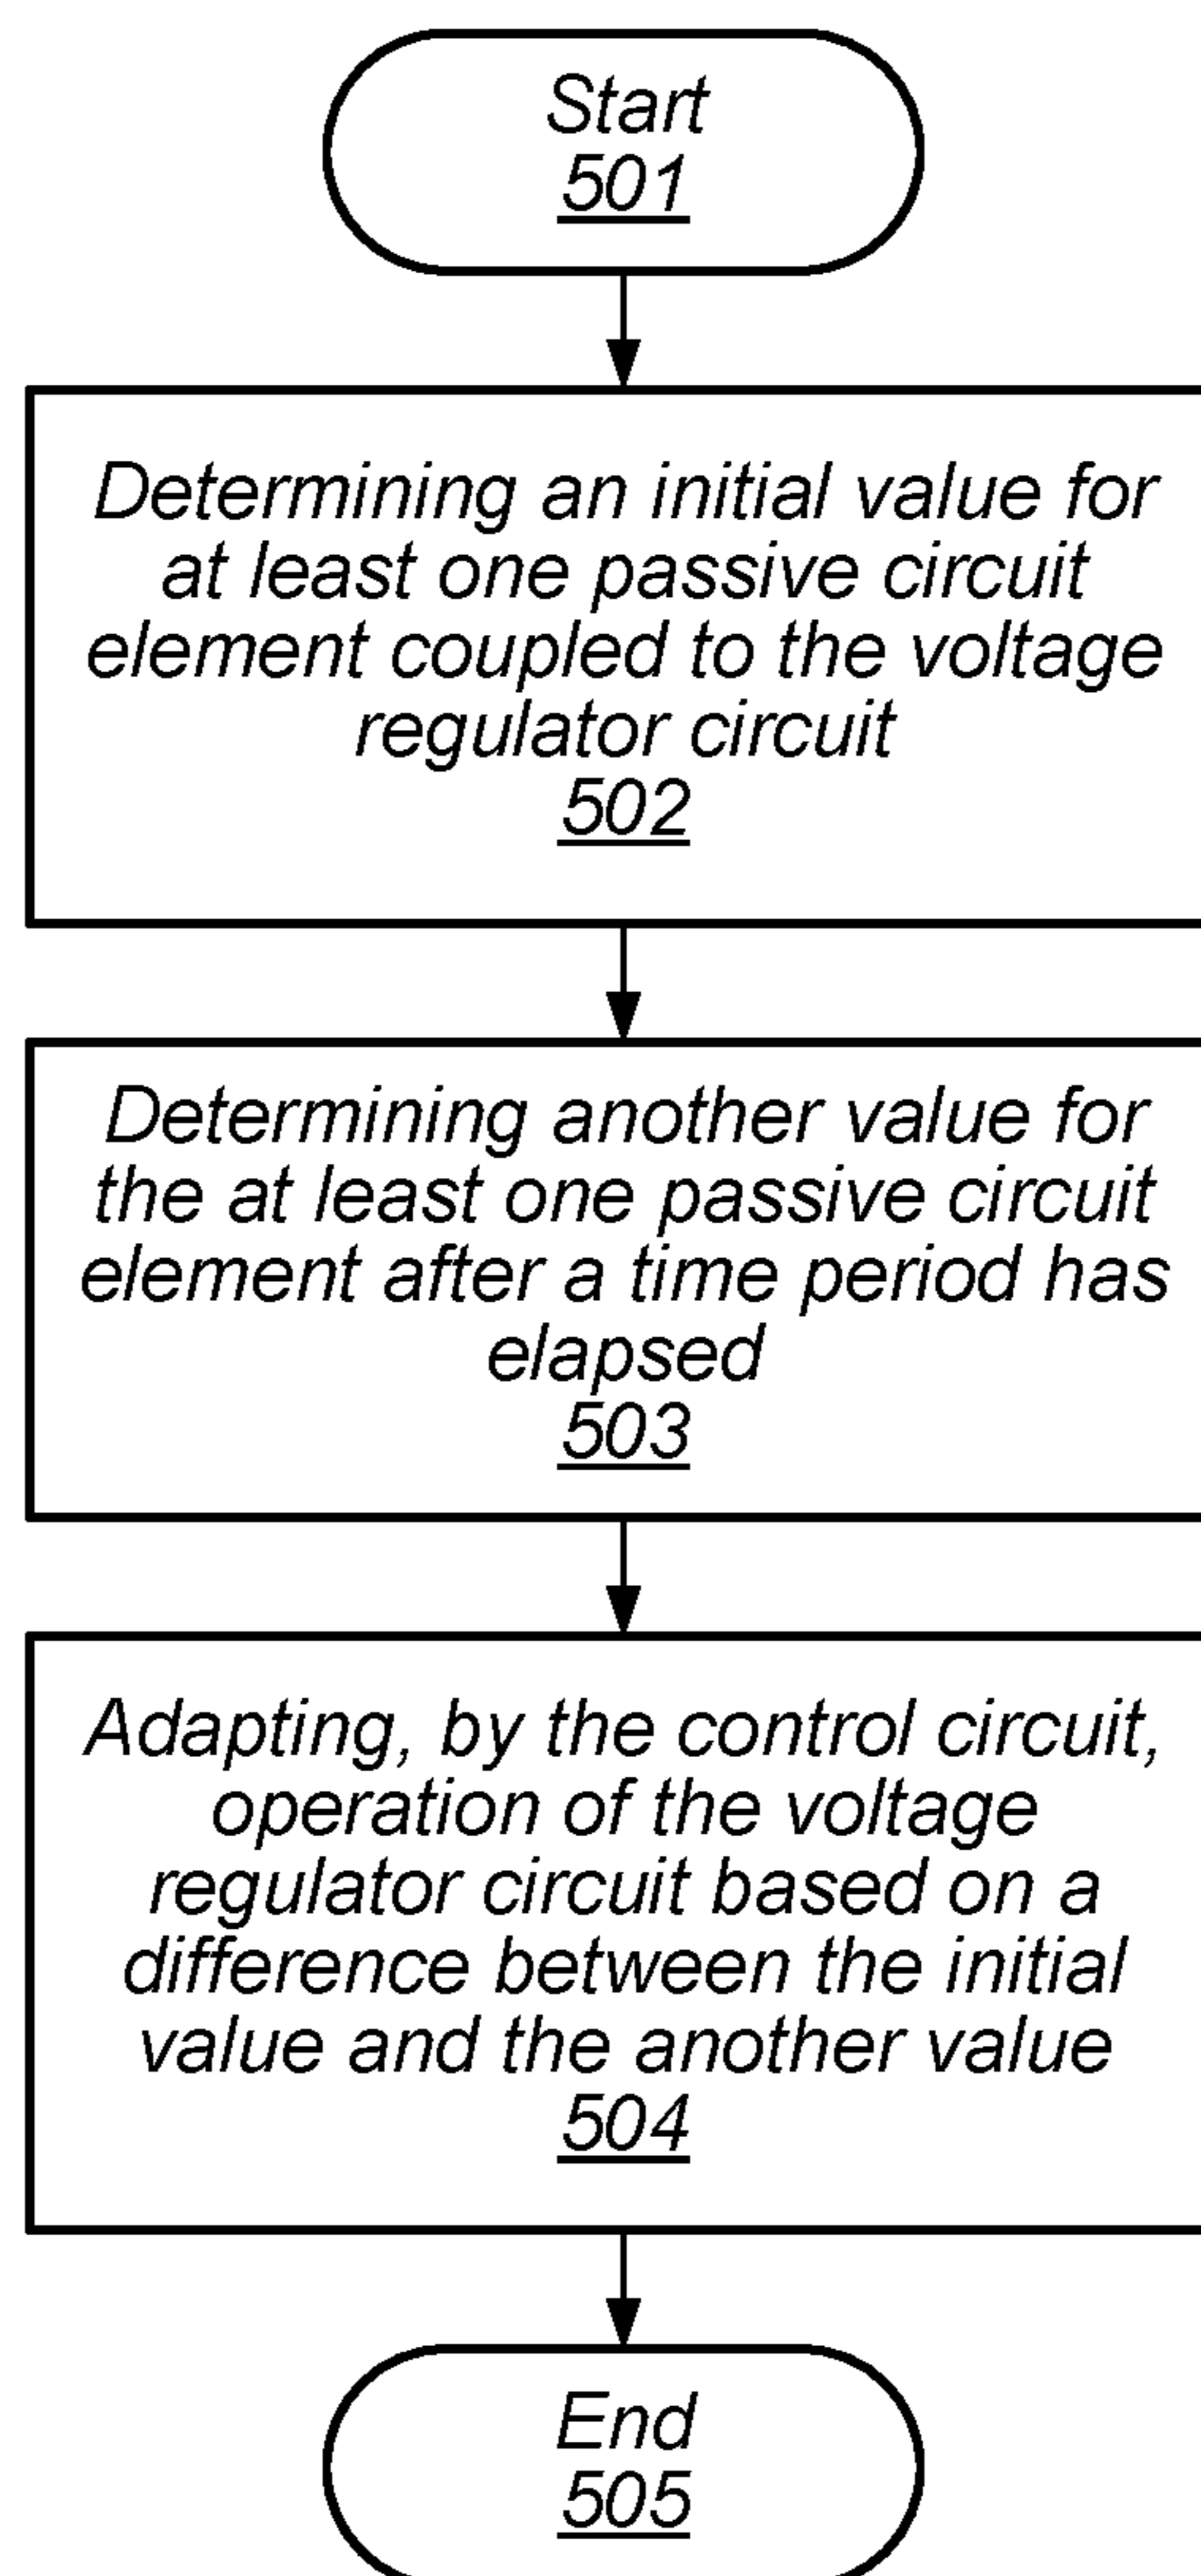 Start
501
Determining an initial value for
at least one passive circuit
element coupled to the voltage
regulator circuit
502
Determining another value for
the at least one passive circuit
element after a time period has
elapsed
503
Adapting, by the control circuit,
operation of the voltage
regulator circuit based on a
difference between the initial
value and the another value
504
End
505